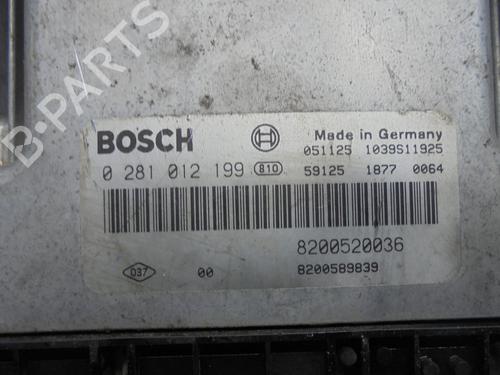 B-PARTS
BOSCH
Made in Germany
0 281 012 199 810
051125 1039S11925
59125 1877 0064
8200520036
037 00 8200589839